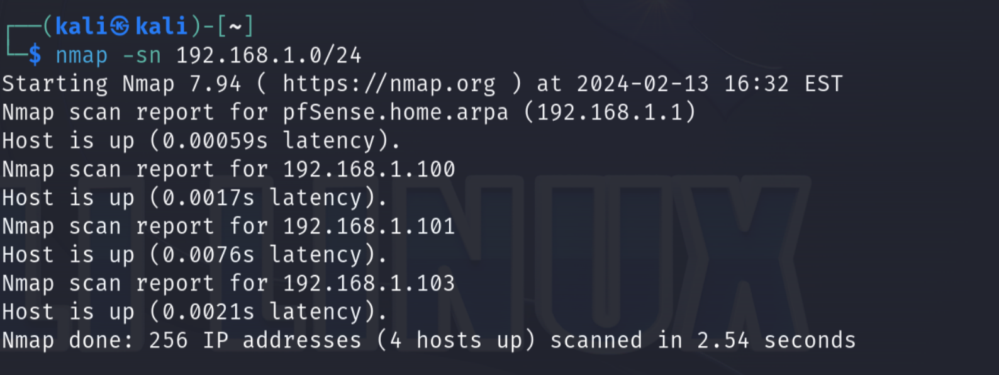 ┌──(kali㉿kali)-[~]
└─$ nmap -sn 192.168.1.0/24
Starting Nmap 7.94 ( https://nmap.org ) at 2024-02-13 16:32 EST
Nmap scan report for pfSense.home.arpa (192.168.1.1)
Host is up (0.00059s latency).
Nmap scan report for 192.168.1.100
Host is up (0.0017s latency).
Nmap scan report for 192.168.1.101
Host is up (0.0076s latency).
Nmap scan report for 192.168.1.103
Host is up (0.0021s latency).
Nmap done: 256 IP addresses (4 hosts up) scanned in 2.54 seconds